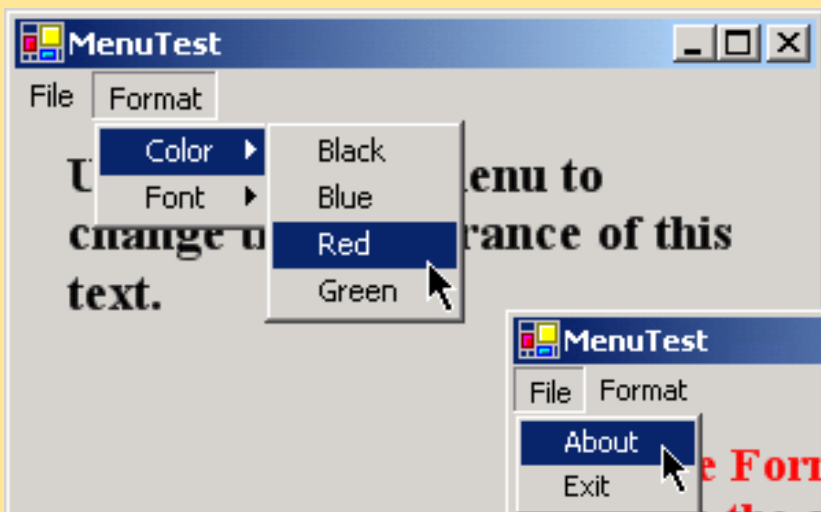 MenuTest
File Format
Color Black
U enu to
Font Blue
change rance of this
Red
text.
Green
MenuTest
File Format
About
e For
Exit